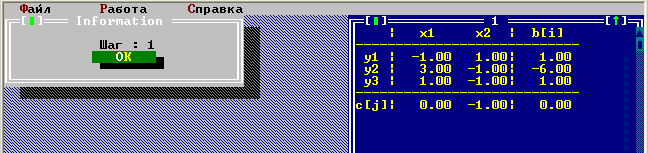 Файл Работа Справка
[▮] Information
Шаг : 1
OK
[▮] 1 [↑]
¦ x1 x2 ¦ b[i]
y1 ¦ -1.00 1.00¦ 1.00
y2 ¦ 3.00 -1.00¦ -6.00
y3 ¦ 1.00 -1.00¦ 1.00
c[j]¦ 0.00 -1.00¦ 0.00